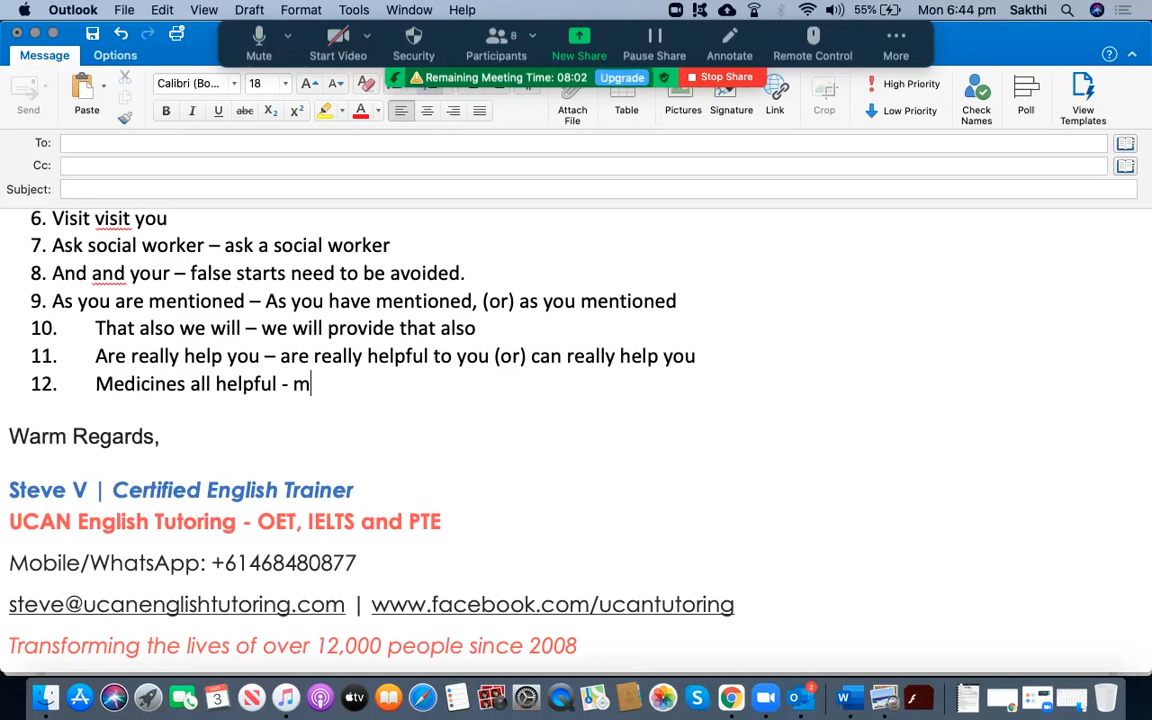 Outlook File Edit View Draft Format Tools Window Help 55% Mon 6:44 pm Sakthi
Message Options
Mute Start Video Security Participants 8 New Share Pause Share Annotate Remote Control More
Remaining Meeting Time: 08:02 Upgrade Stop Share
Send Paste Calibri (Bo... 18 A A Attach File Table Pictures Signature Link Crop High Priority Low Priority Check Names Poll View Templates
B I U abc X2 X2 A
To:
Cc:
Subject:
6. Visit visit you
7. Ask social worker – ask a social worker
8. And and your – false starts need to be avoided.
9. As you are mentioned – As you have mentioned, (or) as you mentioned
10. That also we will – we will provide that also
11. Are really help you – are really helpful to you (or) can really help you
12. Medicines all helpful - m
Warm Regards,
Steve V | Certified English Trainer
UCAN English Tutoring - OET, IELTS and PTE
Mobile/WhatsApp: +61468480877
steve@ucanenglishtutoring.com | www.facebook.com/ucantutoring
Transforming the lives of over 12,000 people since 2008